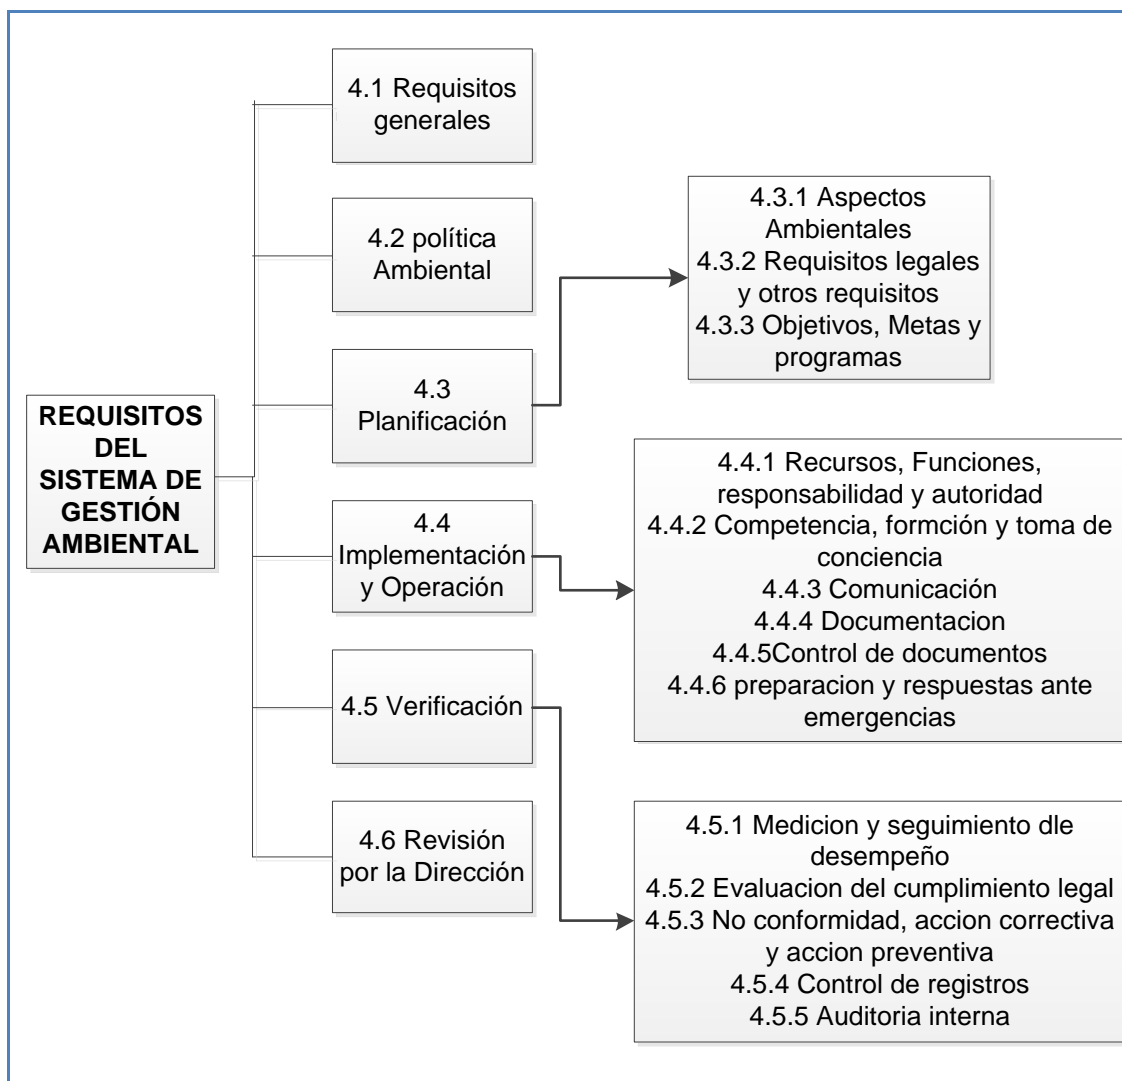 REQUISITOS
DEL
SISTEMA DE
GESTIÓN
AMBIENTAL
4.1 Requisitos
generales
4.2 política
Ambiental
4.3
Planificación
4.4
Implementación
y Operación
4.5 Verificación
4.6 Revisión
por la Dirección
4.3.1 Aspectos
Ambientales
4.3.2 Requisitos legales
y otros requisitos
4.3.3 Objetivos, Metas y
programas
4.4.1 Recursos, Funciones,
responsabilidad y autoridad
4.4.2 Competencia, formción y toma de
conciencia
4.4.3 Comunicación
4.4.4 Documentacion
4.4.5Control de documentos
4.4.6 preparacion y respuestas ante
emergencias
4.5.1 Medicion y seguimiento dle
desempeño
4.5.2 Evaluacion del cumplimiento legal
4.5.3 No conformidad, accion correctiva
y accion preventiva
4.5.4 Control de registros
4.5.5 Auditoria interna